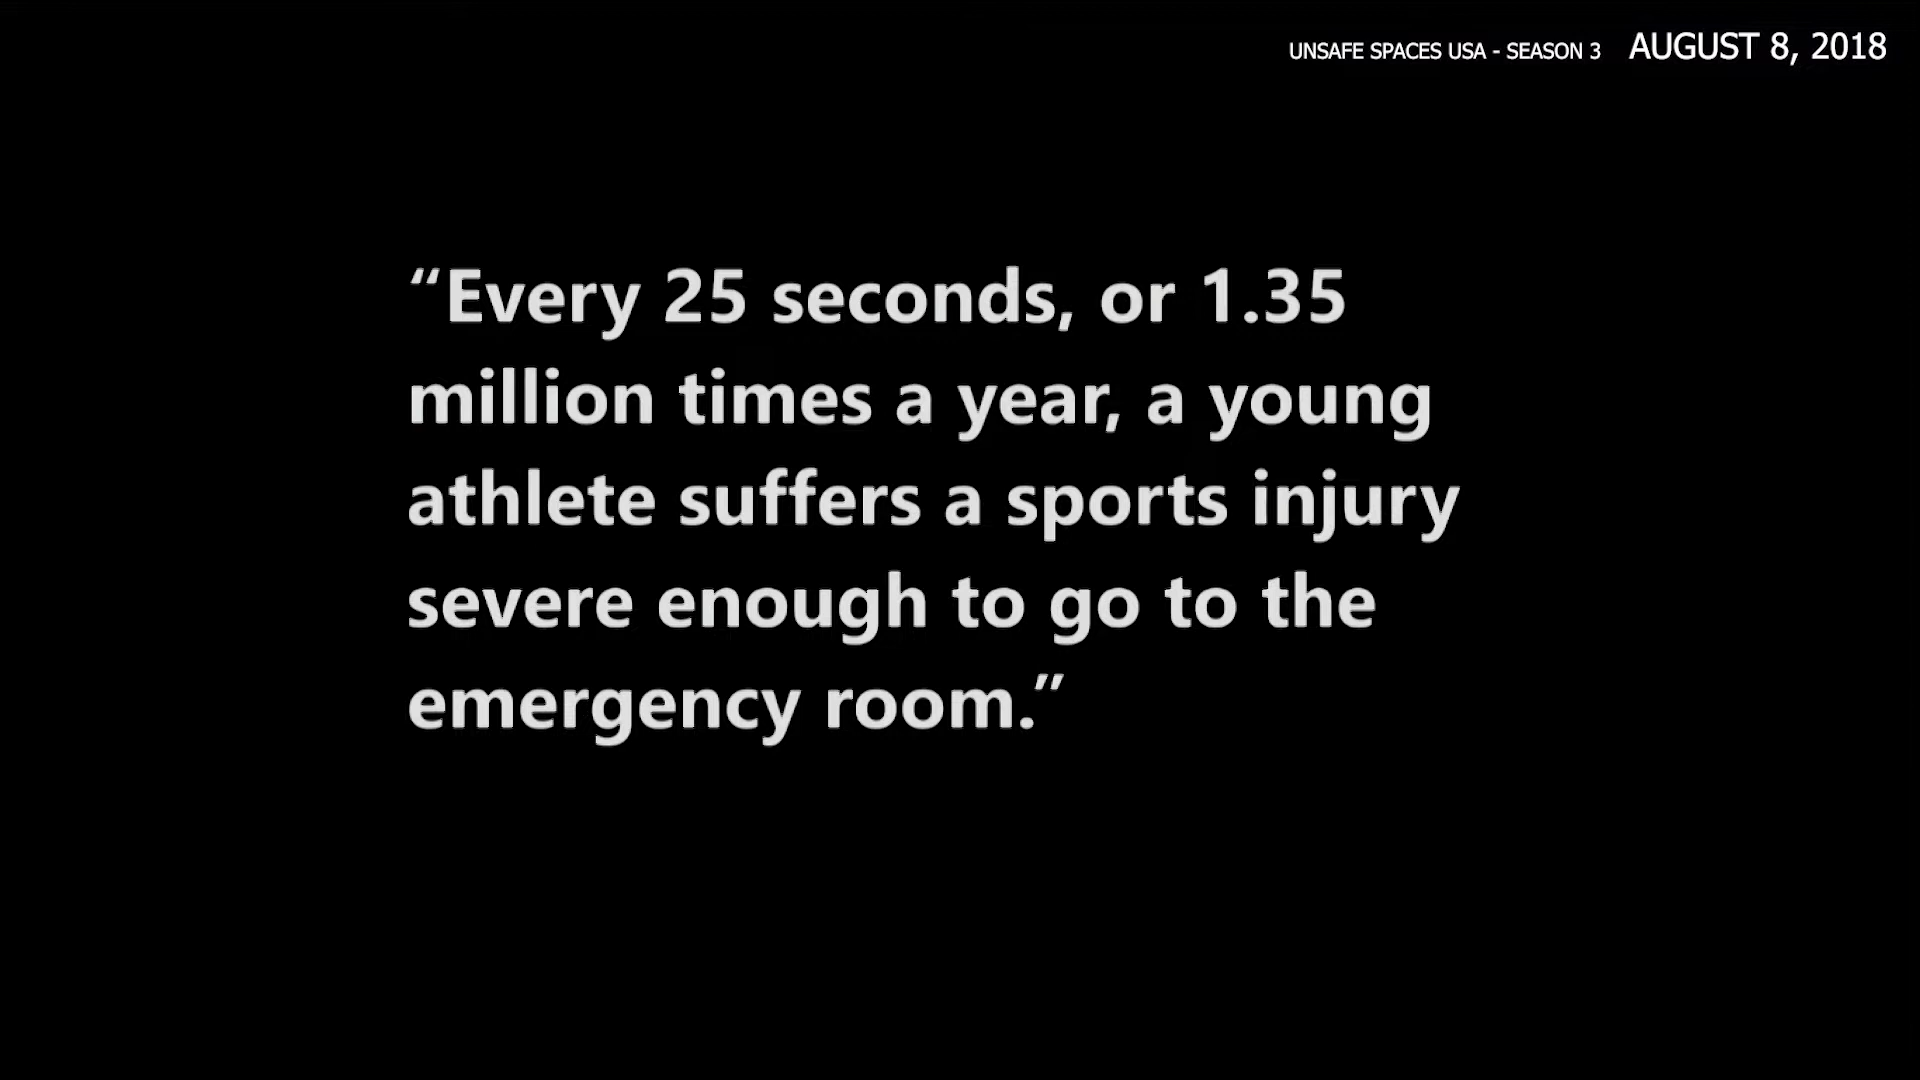 UNSAFE SPACES USA - SEASON 3 AUGUST 8, 2018
“Every 25 seconds, or 1.35
million times a year, a young
athlete suffers a sports injury
severe enough to go to the
emergency room.”